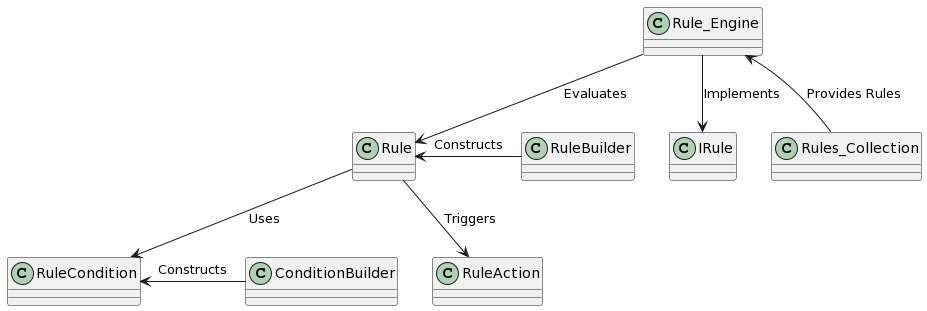 C Rule_Engine
Evaluates
Implements
Provides Rules
C Rule
Constructs
C RuleBuilder
C IRule
C Rules_Collection
Uses
Triggers
C RuleCondition
Constructs
C ConditionBuilder
C RuleAction